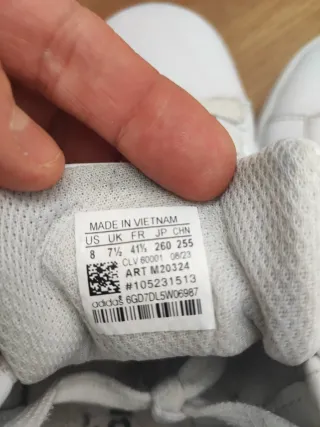 MADE IN VIETNAM
US UK FR JP CHN
8 7½ 41⅓ 260 255
CLV 60001 08/23
ART M20324
#105231513
adidas 6GD7DL5W06987